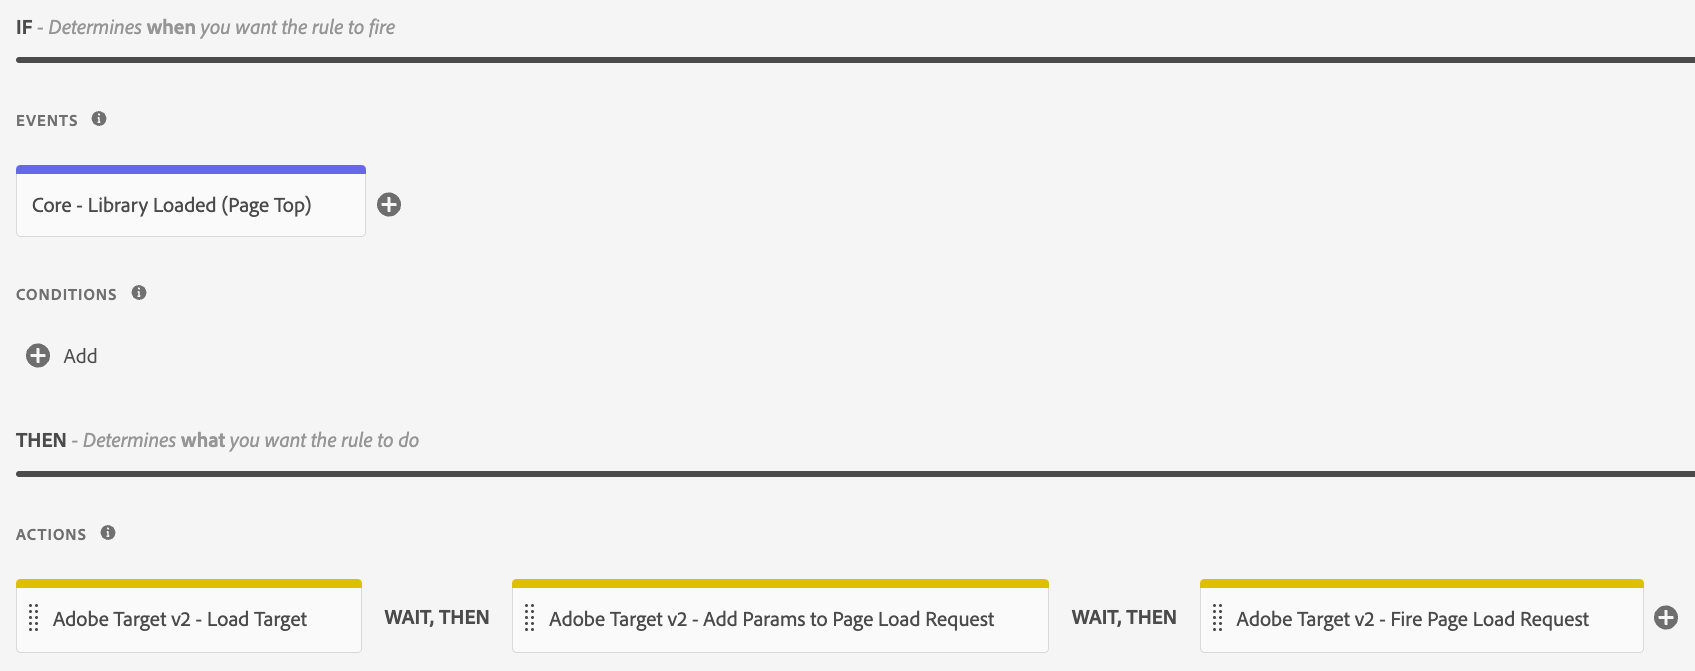 IF - Determines when you want the rule to fire
EVENTS
Core - Library Loaded (Page Top)
CONDITIONS
Add
THEN - Determines what you want the rule to do
ACTIONS
Adobe Target v2 - Load Target WAIT, THEN Adobe Target v2 - Add Params to Page Load Request WAIT, THEN Adobe Target v2 - Fire Page Load Request